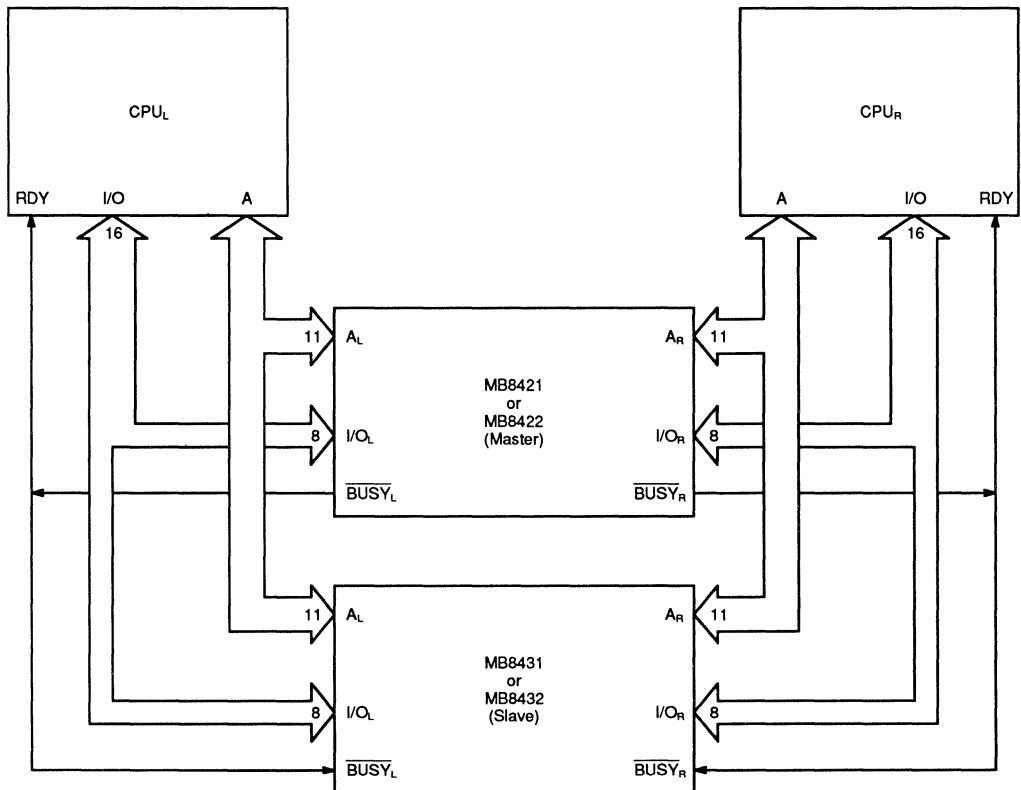 CPUL
CPUR
RDY I/O A
A I/O RDY
16
16
11 AL
AR 11
MB8421
or
MB8422
(Master)
8 I/OL
I/OR 8
BUSYL
BUSYR
11 AL
AR 11
MB8431
or
MB8432
(Slave)
8 I/OL
I/OR 8
BUSYL
BUSYR